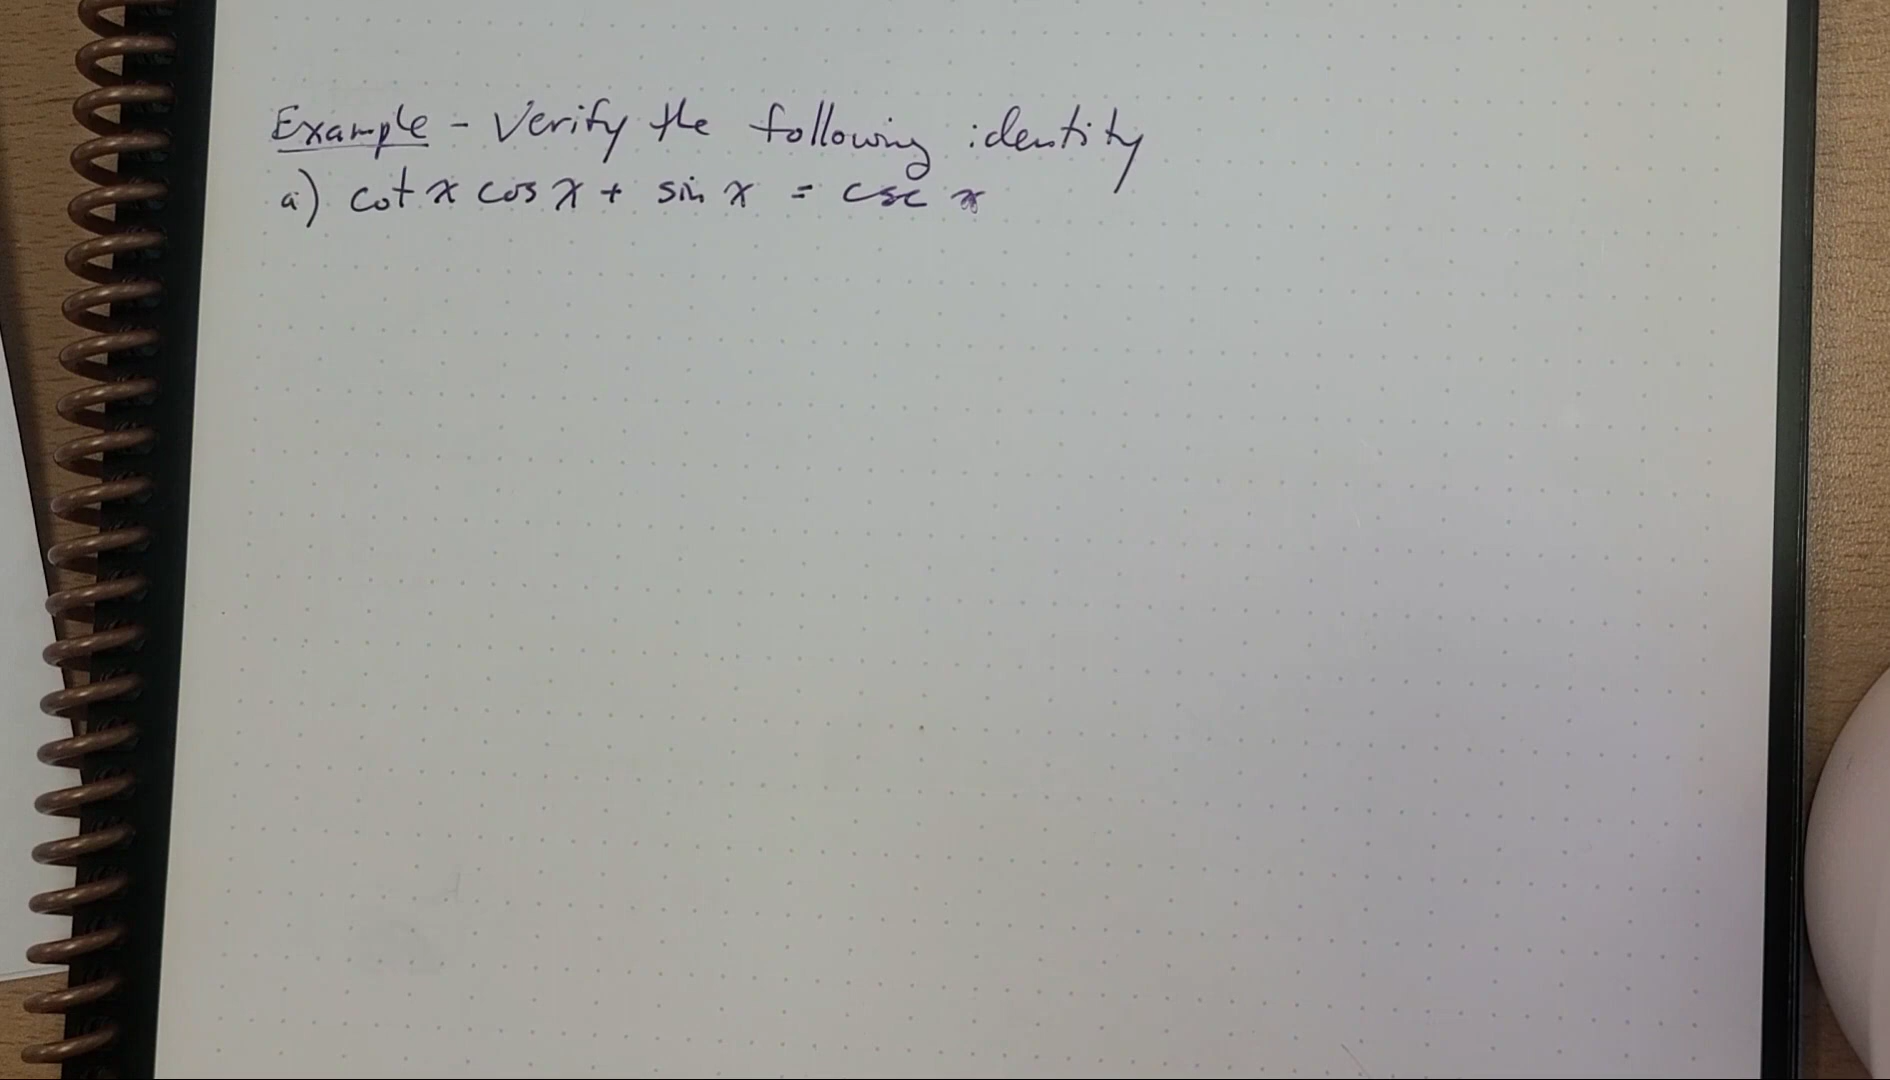 Example - Verify the following identity
a) cot x cos x + sin x = csc x